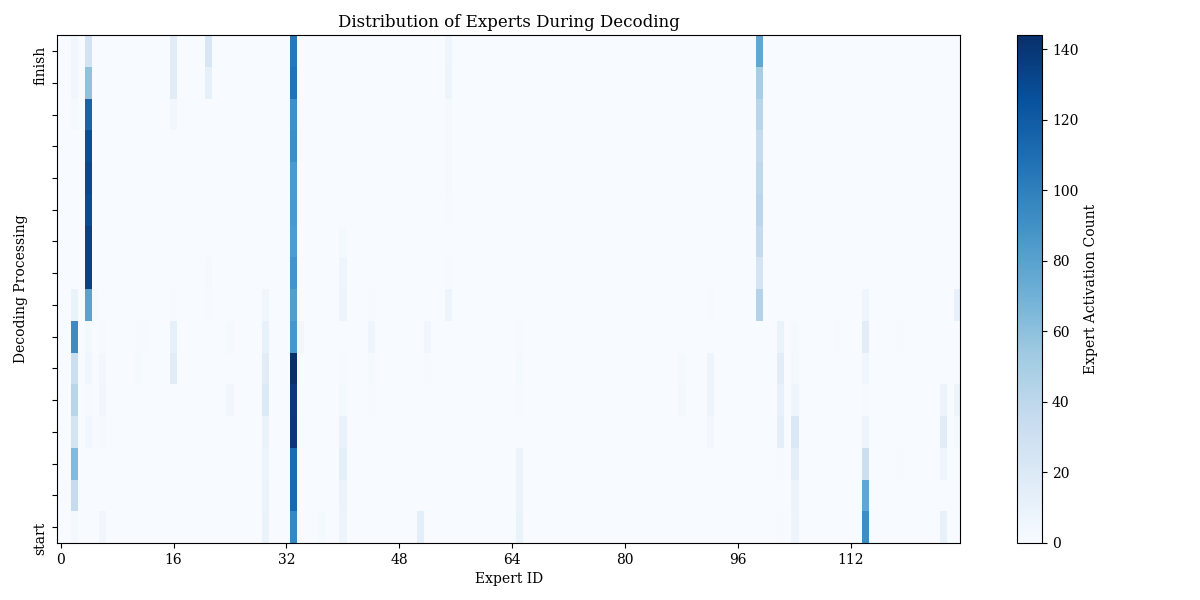 Distribution of Experts During Decoding
finish
Decoding Processing
start
0 16 32 48 64 80 96 112
Expert ID
140
120
100
80
60
40
20
0
Expert Activation Count